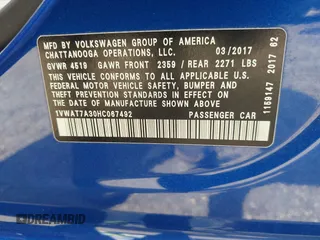 MFD. BY VOLKSWAGEN GROUP OF AMERICA
CHATTANOOGA OPERATIONS, LLC. 03/2017
GVWR 4519 GAWR FRONT 2359 / REAR 2271 LBS
THIS VEHICLE CONFORMS TO ALL APPLICABLE U.S.
FEDERAL MOTOR VEHICLE SAFETY, BUMPER AND
THEFT PREVENTION STANDARDS IN EFFECT ON THE
DATE OF MANUFACTURE SHOWN ABOVE.
1VWAT7A30HC067492 PASSENGER CAR
1159147 2017 62
© DREAMBID